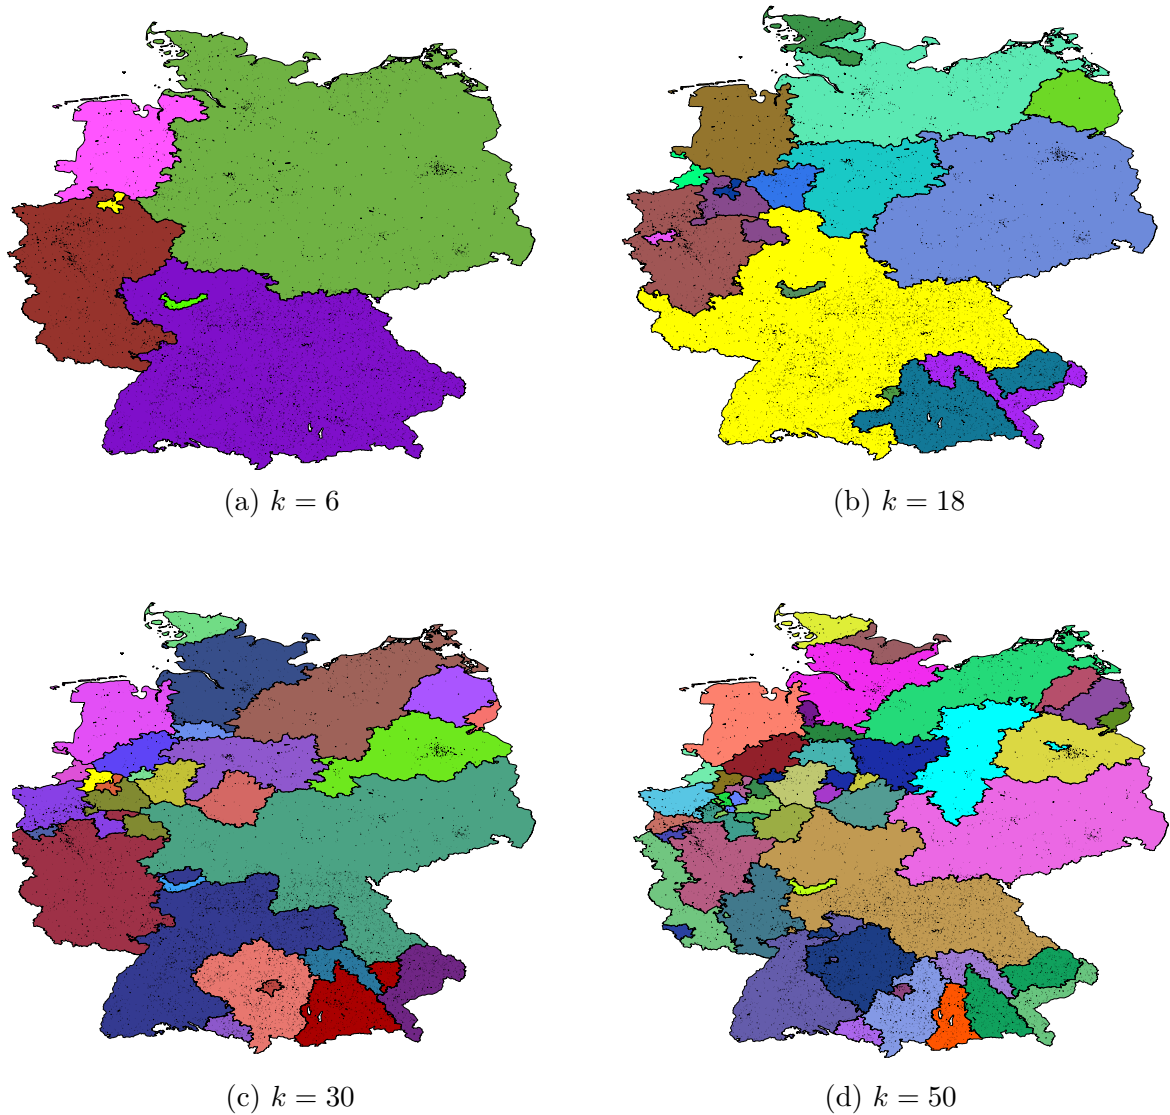 (a) k = 6
(b) k = 18
(c) k = 30
(d) k = 50